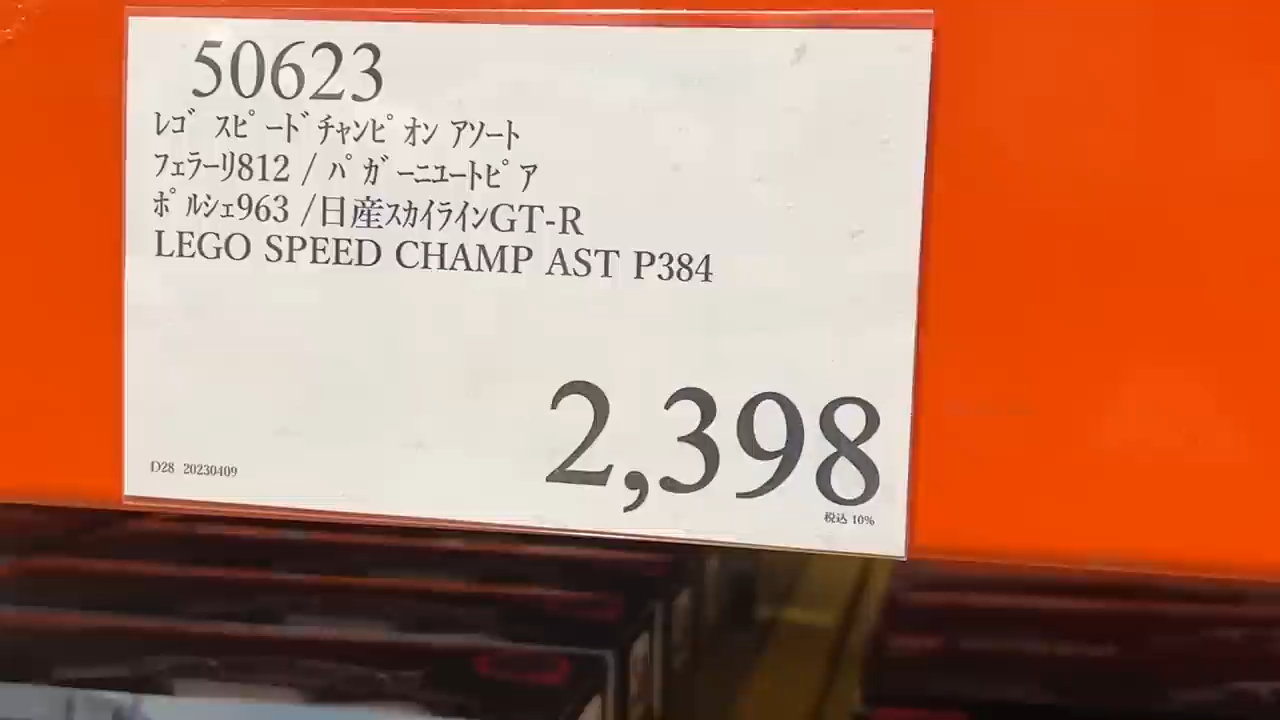 50623
ﾚｺﾞ ｽﾋﾟｰﾄﾞﾁｬﾝﾋﾟｵﾝ ｱｿｰﾄ
ﾌｪﾗｰﾘ812 / ﾊﾟｶﾞｰﾆﾕｰﾄﾋﾟｱ
ﾎﾟﾙｼｪ963 /日産ｽｶｲﾗｲﾝGT-R
LEGO SPEED CHAMP AST P384
2,398
税込 10%
D28 20230409